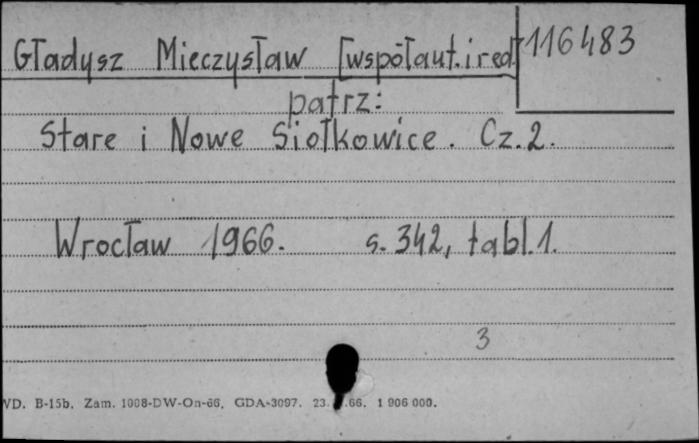 Gładysz Mieczysław [współaut. i red.] 116483
patrz:
Stare i Nowe Siołkowice. Cz. 2.
Wrocław 1966. s. 342, tabl. 1.
3
VD. B-15b. Zam. 1008-DW-On-66. GDA-3097. 23. .66. 1 906 000.